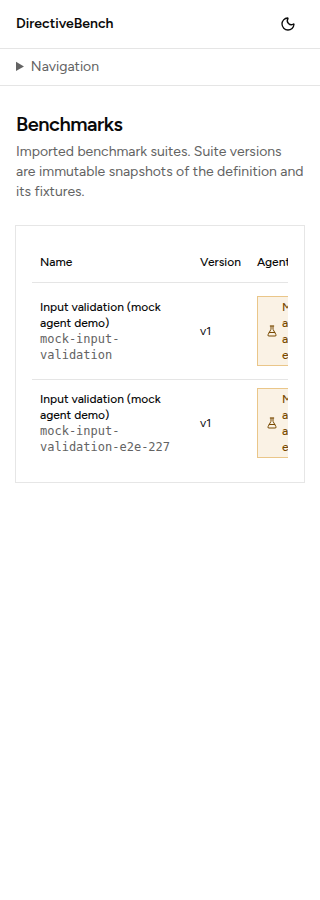 DirectiveBench
Navigation
Benchmarks
Imported benchmark suites. Suite versions
are immutable snapshots of the definition and
its fixtures.
Name Version Agent
Input validation (mock
agent demo)
mock-input-
validation
v1
Input validation (mock
agent demo)
mock-input-
validation-e2e-227
v1